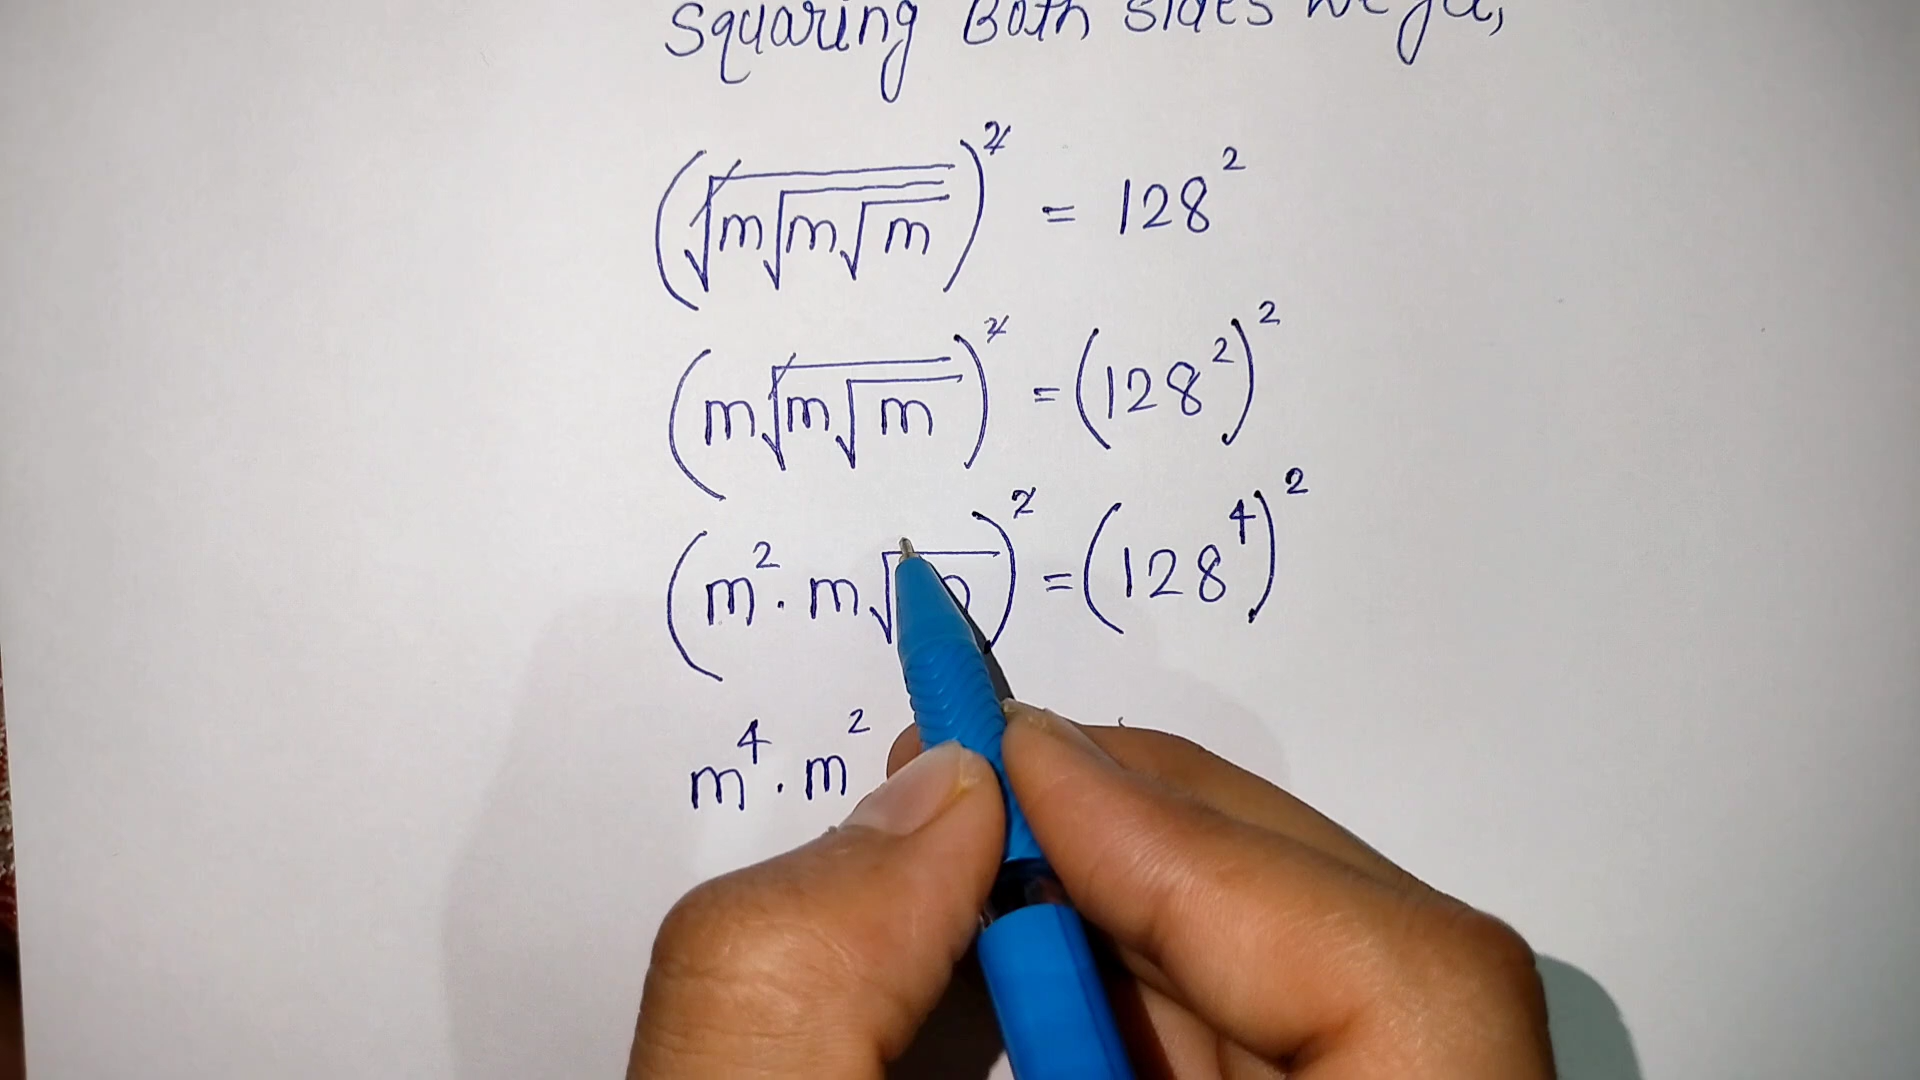 Squaring Both sides we get,
(√(m√(m√m)))² = 128²
(m√(m√m))² = (128²)²
(m² · m√m)² = (128⁴)²
m⁴ · m²